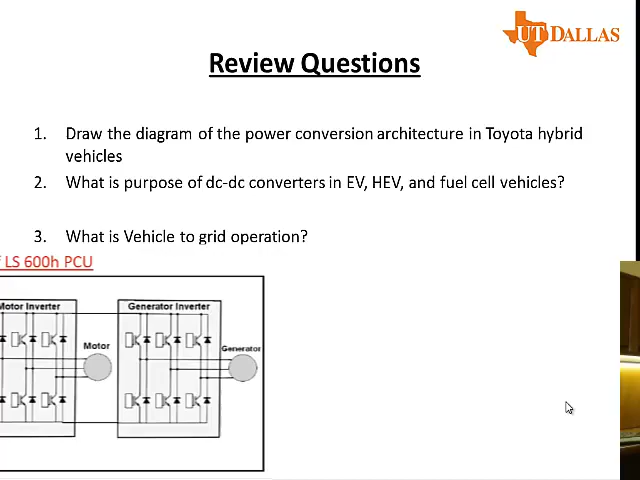 UT DALLAS
Review Questions
1. Draw the diagram of the power conversion architecture in Toyota hybrid
vehicles
2. What is purpose of dc-dc converters in EV, HEV, and fuel cell vehicles?
3. What is Vehicle to grid operation?
LS 600h PCU
Motor Inverter
Generator Inverter
Motor
Generator